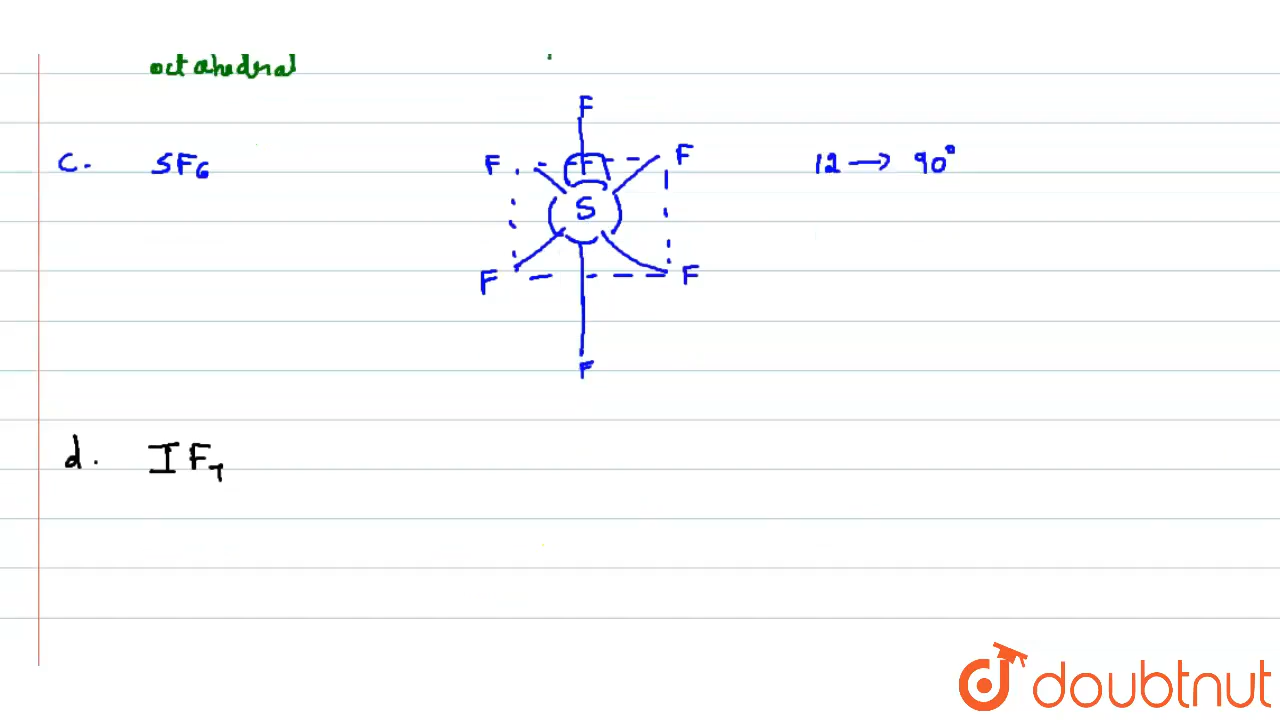 octahedral
F
F F F
c. SF6 12 → 90°
S
F F
F
d. IF7
doubtnut